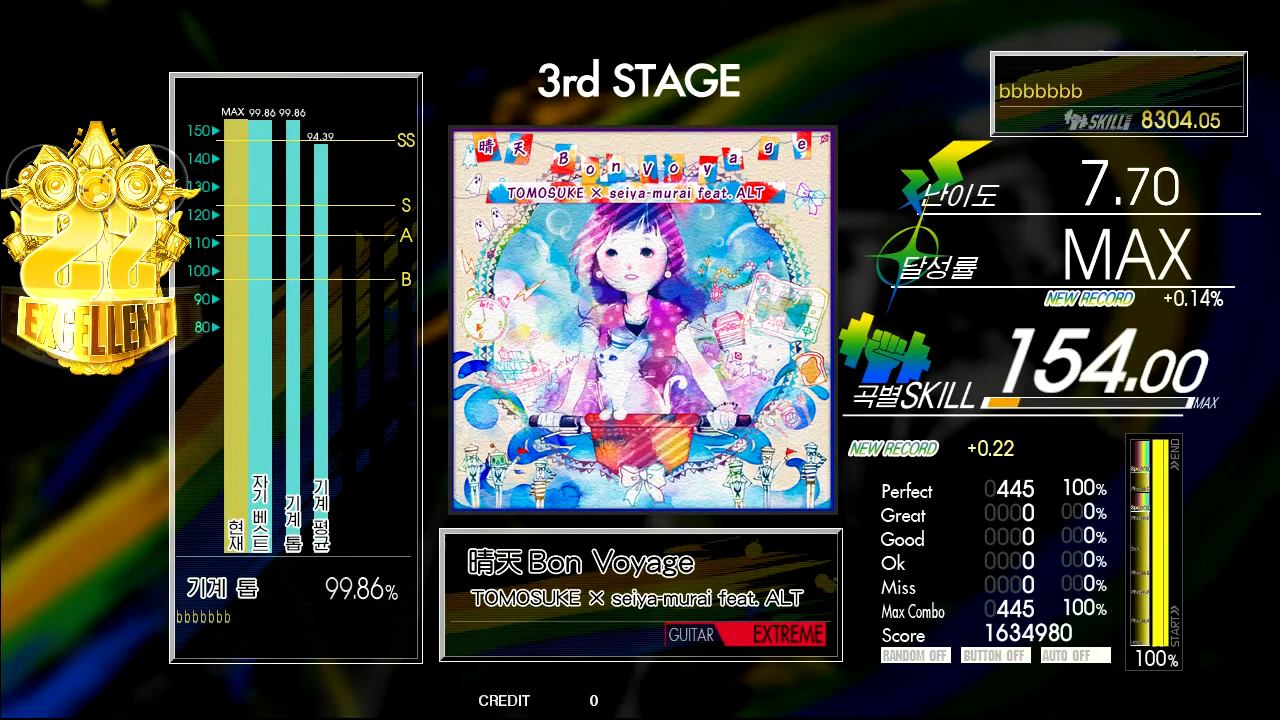 3rd STAGE
bbbbbbb
SKILL 8304.05
MAX 99.86 99.86 94.39
150
140
130
120
110
100
90
80
SS
S
A
B
현재
자기 베스트
기계 톱
기계 평균
기계 톱 99.86%
bbbbbbb
22
EXCELLENT
晴天 Bon Voyage
TOMOSUKE × seiya-murai feat. ALT
晴天Bon Voyage
TOMOSUKE × seiya-murai feat. ALT
GUITAR EXTREME
난이도 7.70
달성률 MAX
NEW RECORD +0.14%
곡별SKILL 154.00
MAX
NEW RECORD +0.22
Perfect 0445 100%
Great 0000 000%
Good 0000 000%
Ok 0000 000%
Miss 0000 000%
Max Combo 0445 100%
Score 1634980
RANDOM OFF BUTTON OFF AUTO OFF
END
START
100%
CREDIT 0